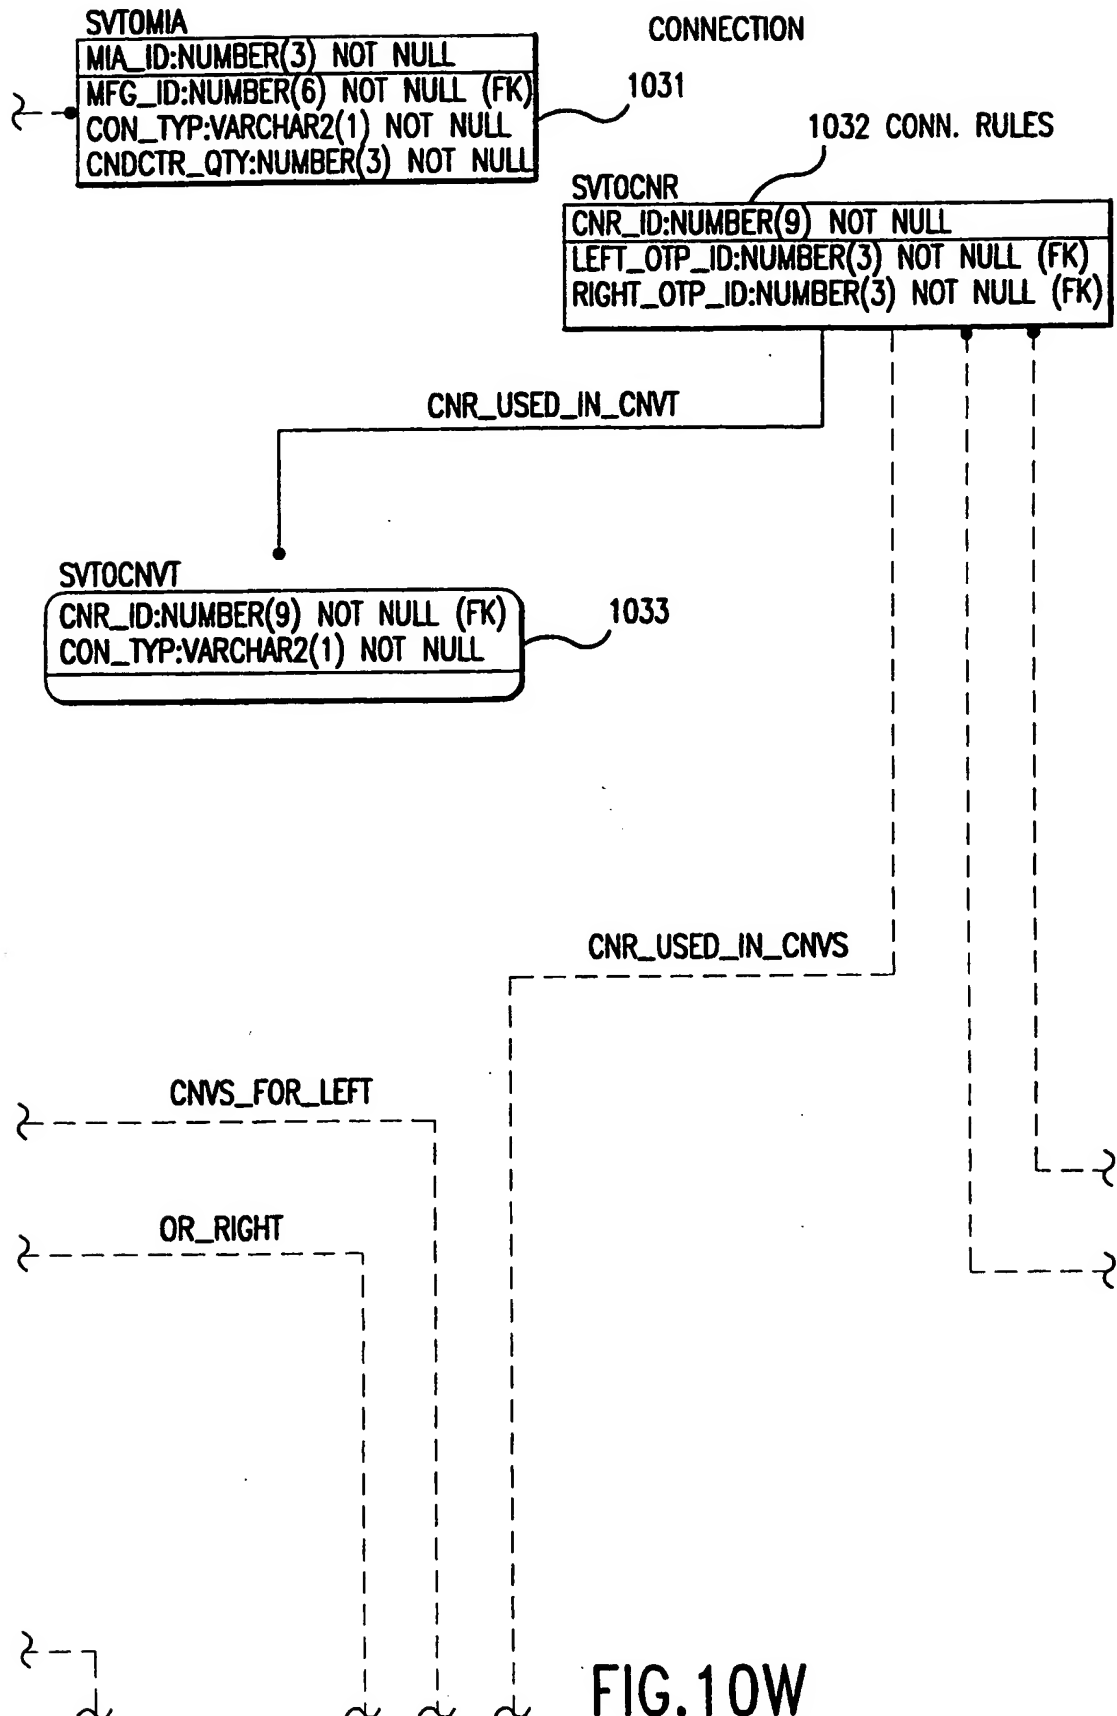 SVTOMIA
MIA_ID:NUMBER(3) NOT NULL
MFG_ID:NUMBER(6) NOT NULL (FK)
CON_TYP:VARCHAR2(1) NOT NULL
CNDCTR_QTY:NUMBER(3) NOT NULL
CONNECTION
1031
1032 CONN. RULES
SVTOCNR
CNR_ID:NUMBER(9) NOT NULL
LEFT_OTP_ID:NUMBER(3) NOT NULL (FK)
RIGHT_OTP_ID:NUMBER(3) NOT NULL (FK)
CNR_USED_IN_CNVT
SVTOCNVT
CNR_ID:NUMBER(9) NOT NULL (FK)
CON_TYP:VARCHAR2(1) NOT NULL
1033
CNR_USED_IN_CNVS
CNVS_FOR_LEFT
OR_RIGHT
FIG.10W